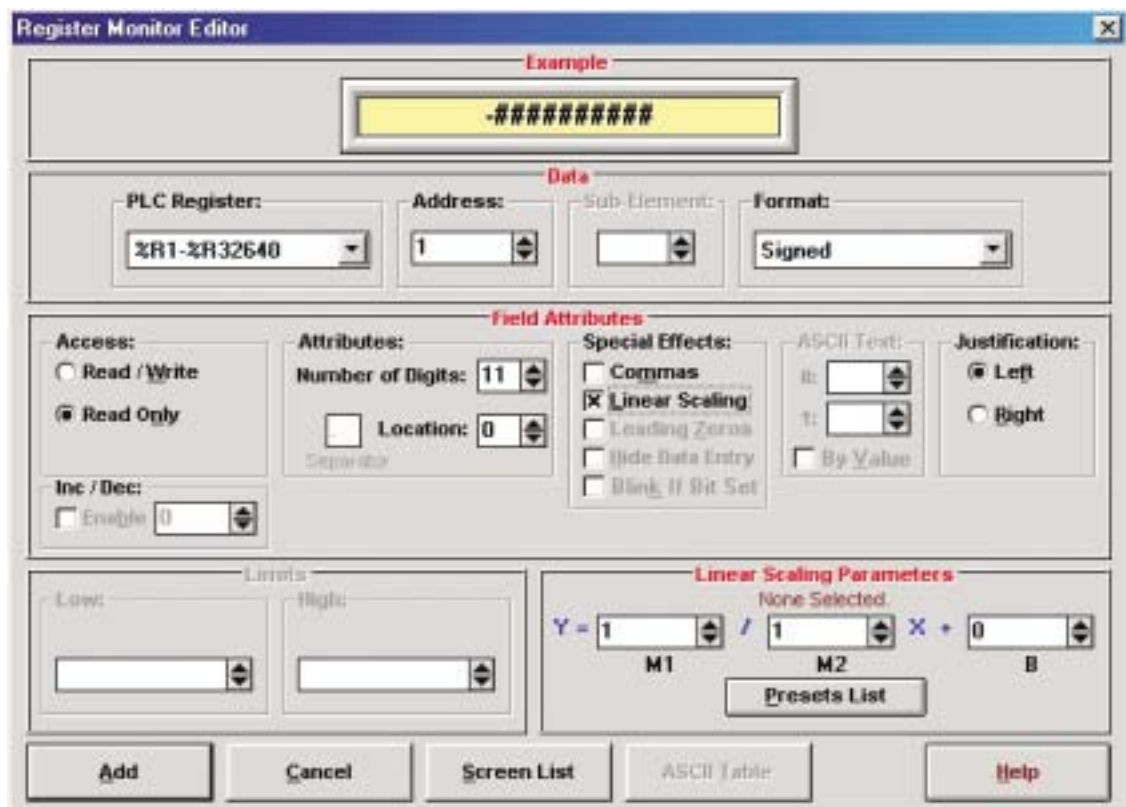 Register Monitor Editor
Example
-##########
Data
PLC Register:
Address:
Sub-Element:
Format:
%R1-%R32640
1
Signed
Field Attributes
Access:
Attributes:
Special Effects:
ASCII Text:
Justification:
Read / Write
Number of Digits: 11
Commas
0:
Left
Read Only
Linear Scaling
. Location: 0
Leading Zeros
1:
Right
Separator
Hide Data Entry
By Value
Inc / Dec:
Blink If Bit Set
Enable 0
Limits
Linear Scaling Parameters
Low:
High:
None Selected.
Y = 1 / 1 X + 0
M1 M2 B
Presets List
Add
Cancel
Screen List
ASCII Table
Help